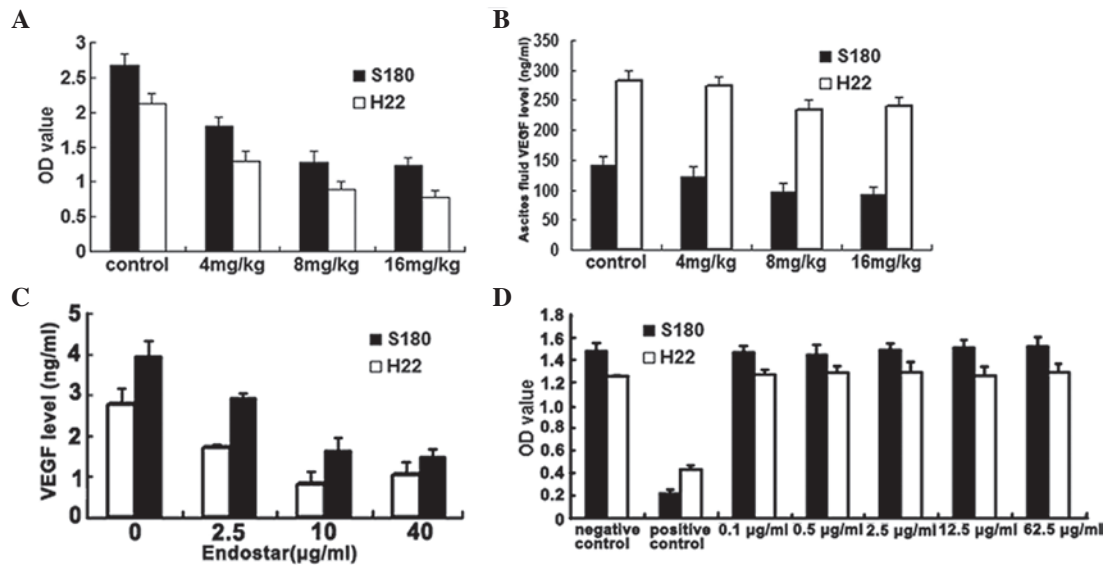 A
OD value
3
2.5
2
1.5
1
0.5
0
S180
H22
control 4mg/kg 8mg/kg 16mg/kg
B
Ascites fluid VEGF level (ng/ml)
350
300
250
200
150
100
50
0
S180
H22
control 4mg/kg 8mg/kg 16mg/kg
C
VEGF level (ng/ml)
5
4
3
2
1
0
S180
H22
0 2.5 10 40
Endostar(μg/ml)
D
OD value
1.8
1.6
1.4
1.2
1.0
0.8
0.6
0.4
0.2
0
S180
H22
negative positive 0.1 μg/ml 0.5 μg/ml 2.5 μg/ml 12.5 μg/ml 62.5 μg/ml
control control